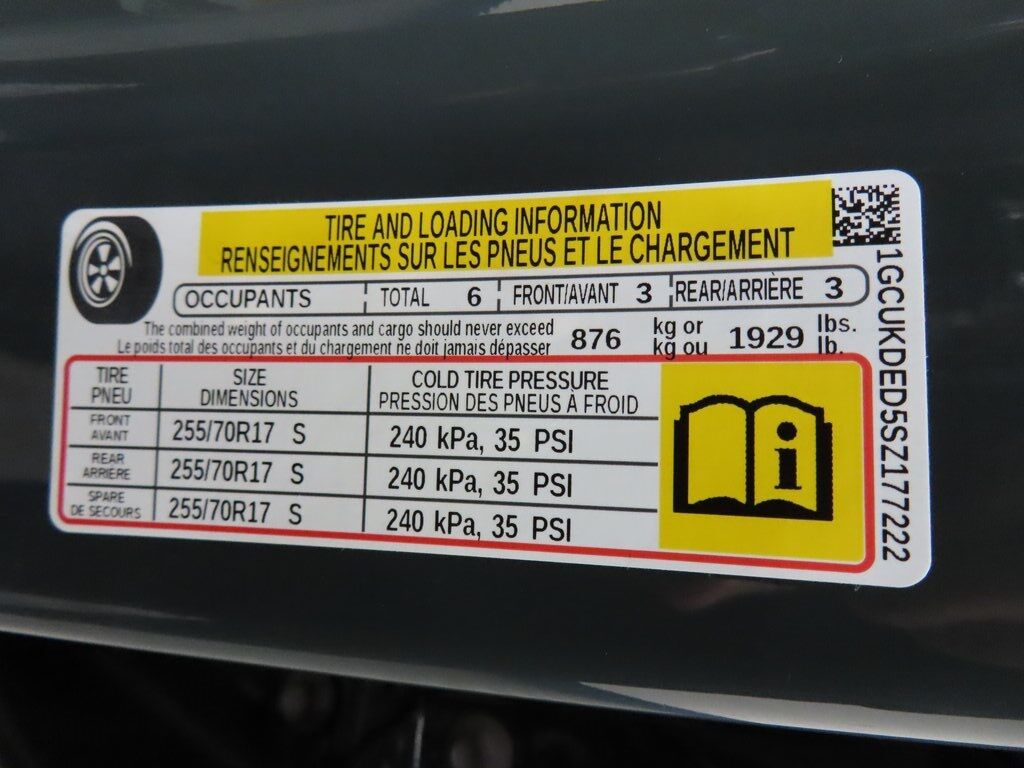 TIRE AND LOADING INFORMATION
RENSEIGNEMENTS SUR LES PNEUS ET LE CHARGEMENT
OCCUPANTS TOTAL 6 FRONT/AVANT 3 REAR/ARRIÈRE 3
The combined weight of occupants and cargo should never exceed 876 kg or 1929 lbs.
Le poids total des occupants et du chargement ne doit jamais dépasser kg ou lb.
TIRE SIZE COLD TIRE PRESSURE
PNEU DIMENSIONS PRESSION DES PNEUS À FROID
FRONT
AVANT 255/70R17 S 240 kPa, 35 PSI
REAR
ARRIÈRE 255/70R17 S 240 kPa, 35 PSI
SPARE
DE SECOURS 255/70R17 S 240 kPa, 35 PSI
i
1GCUKDED5SZ177222